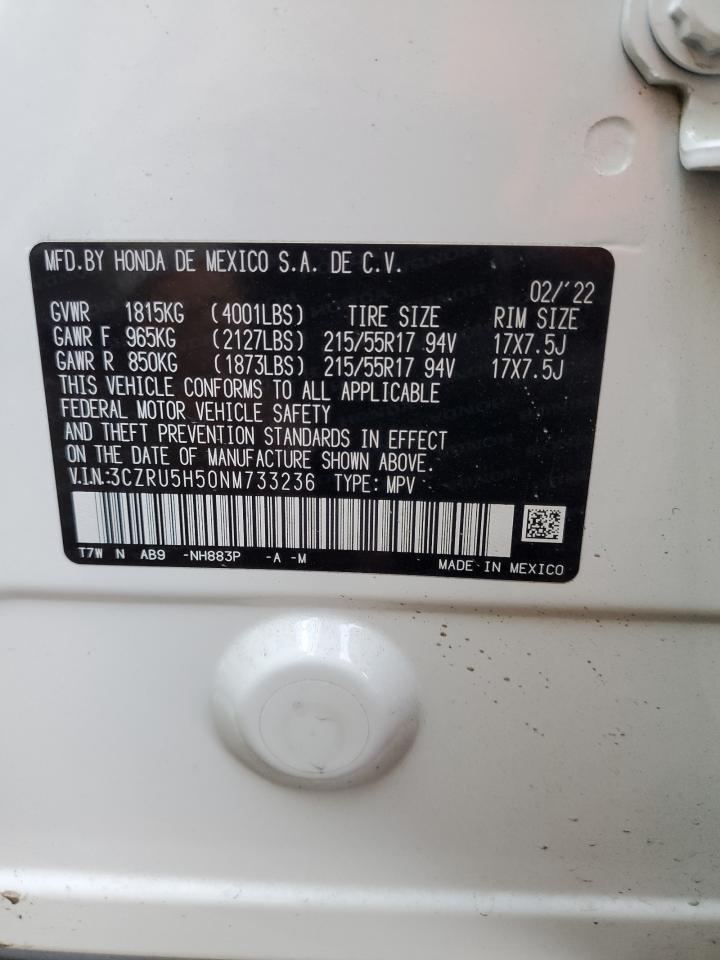 MFD.BY HONDA DE MEXICO S.A. DE C.V.
02/'22
GVWR 1815KG (4001LBS) TIRE SIZE RIM SIZE
GAWR F 965KG (2127LBS) 215/55R17 94V 17X7.5J
GAWR R 850KG (1873LBS) 215/55R17 94V 17X7.5J
THIS VEHICLE CONFORMS TO ALL APPLICABLE
FEDERAL MOTOR VEHICLE SAFETY
AND THEFT PREVENTION STANDARDS IN EFFECT
ON THE DATE OF MANUFACTURE SHOWN ABOVE.
V.I.N.:3CZRU5H50NM733236 TYPE: MPV
T7W N AB9 -NH883P -A -M
MADE IN MEXICO